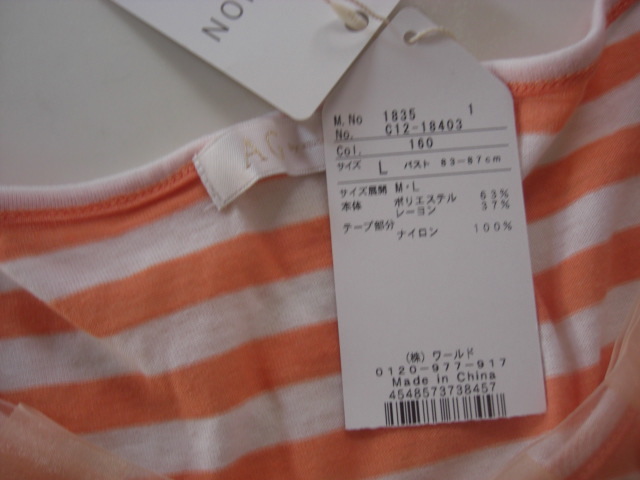 NO
A
M.No 1835 1
No. C12-18403
Col. 160
サイズ L バスト 83-87cm
サイズ展開 M・L
本体 ポリエステル 63%
レーヨン 37%
テープ部分
ナイロン 100%
(株) ワールド
0120-977-917
Made in China
4548573738457